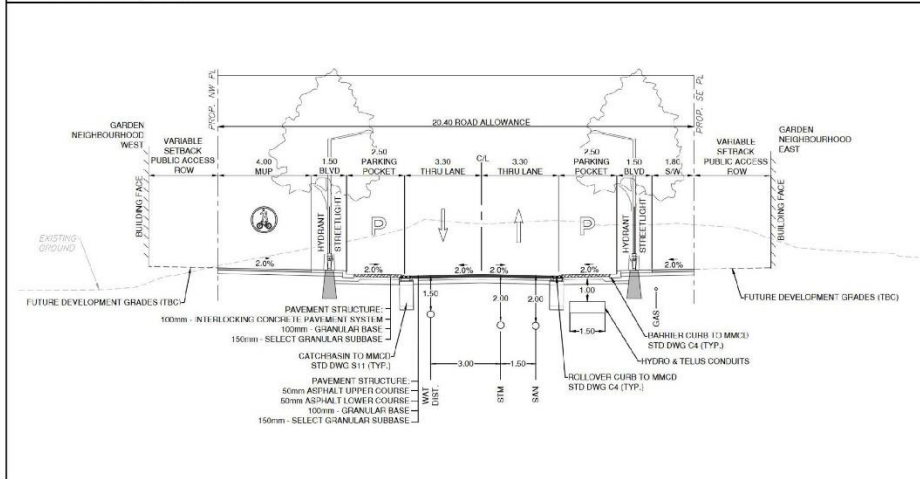 PROP. NW PL
PROP. SE PL
20.40 ROAD ALLOWANCE
GARDEN
NEIGHBOURHOOD
WEST
VARIABLE
SETBACK
PUBLIC ACCESS
ROW
4.00
MUP
1.50
BLVD
2.50
PARKING
POCKET
3.30
THRU LANE
C/L
3.30
THRU LANE
2.50
PARKING
POCKET
1.50
BLVD
1.80
S/W
VARIABLE
SETBACK
PUBLIC ACCESS
ROW
GARDEN
NEIGHBOURHOOD
EAST
BUILDING FACE
HYDRANT
STREETLIGHT
P
P
HYDRANT
STREETLIGHT
BUILDING FACE
EXISTING
GROUND
2.0%
2.0%
2.0%
2.0%
2.0%
2.0%
FUTURE DEVELOPMENT GRADES (TBC)
FUTURE DEVELOPMENT GRADES (TBC)
PAVEMENT STRUCTURE:
100mm - INTERLOCKING CONCRETE PAVEMENT SYSTEM
100mm - GRANULAR BASE
150mm - SELECT GRANULAR SUBBASE
CATCHBASIN TO MMCD
STD DWG S11 (TYP.)
PAVEMENT STRUCTURE:
50mm ASPHALT UPPER COURSE
50mm ASPHALT LOWER COURSE
100mm - GRANULAR BASE
150mm - SELECT GRANULAR SUBBASE
1.50
2.00
2.00
1.00
1.50
3.00
1.50
WAT
DIST.
STM
SAN
GAS
BARRIER CURB TO MMCD
STD DWG C4 (TYP.)
HYDRO & TELUS CONDUITS
ROLLOVER CURB TO MMCD
STD DWG C4 (TYP.)